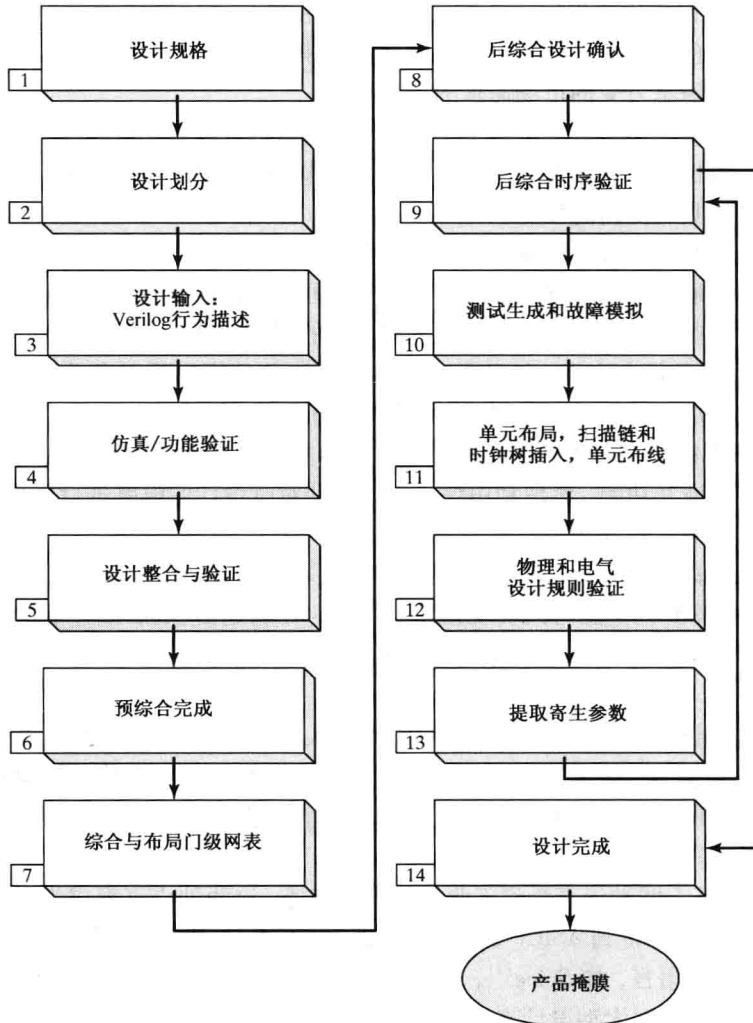 设计规格
1
设计划分
2
设计输入：
Verilog行为描述
3
仿真/功能验证
4
设计整合与验证
5
预综合完成
6
综合与布局门级网表
7
后综合设计确认
8
后综合时序验证
9
测试生成和故障模拟
10
单元布局，扫描链和
时钟树插入，单元布线
11
物理和电气
设计规则验证
12
提取寄生参数
13
设计完成
14
产品掩膜